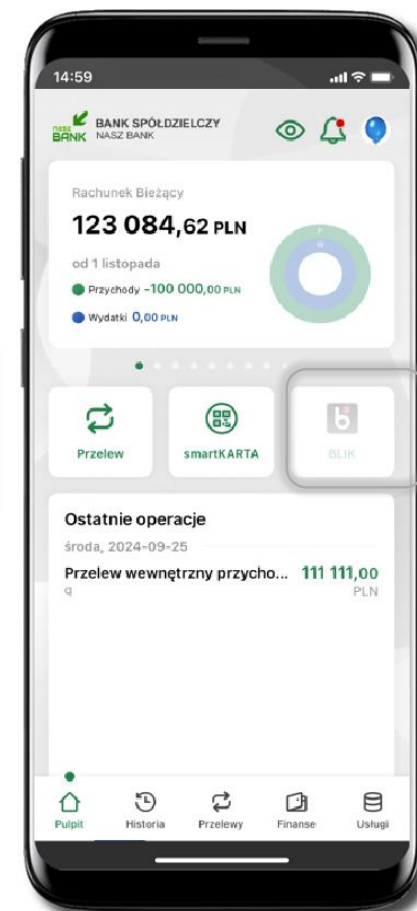 14:59
nasz BANK
BANK SPÓŁDZIELCZY
NASZ BANK
Rachunek Bieżący
123 084,62 PLN
od 1 listopada
Przychody -100 000,00 PLN
Wydatki 0,00 PLN
P
W
Przelew
smartKARTA
BLIK
Ostatnie operacje
środa, 2024-09-25
Przelew wewnętrzny przycho... 111 111,00
q PLN
Pulpit
Historia
Przelewy
Finanse
Usługi